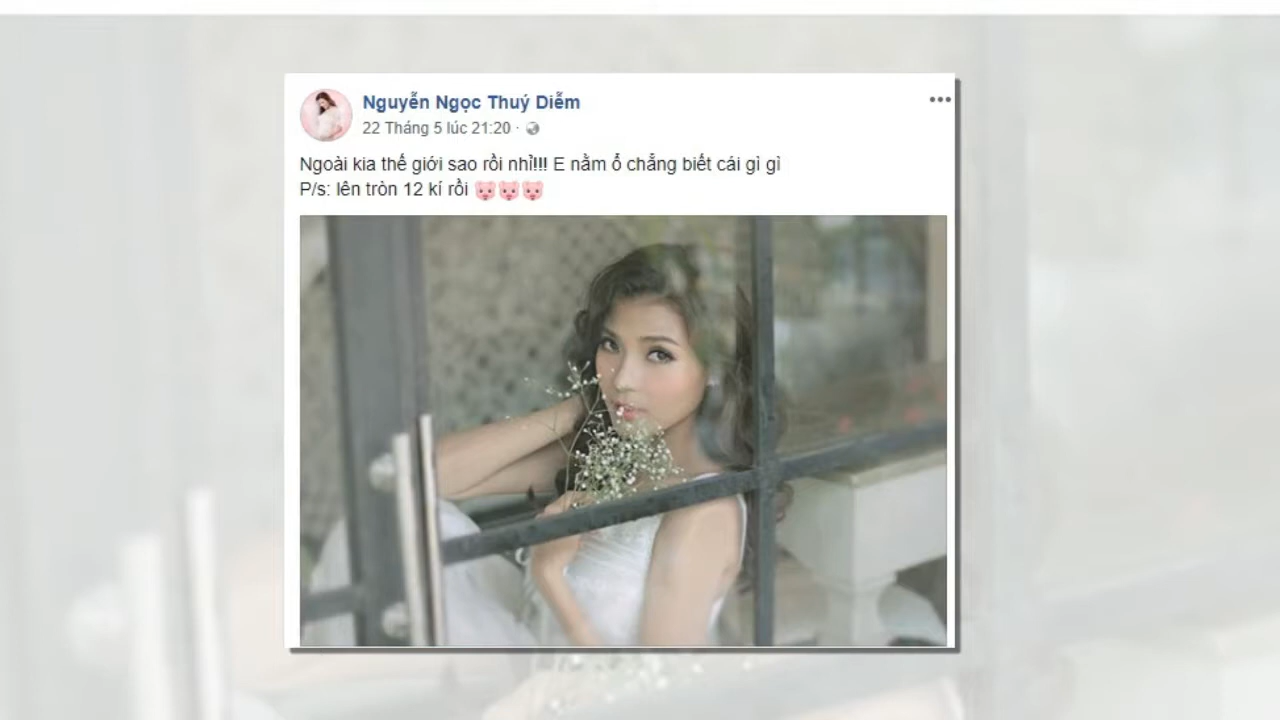 Nguyễn Ngọc Thuý Diễm
22 Tháng 5 lúc 21:20 ·
Ngoài kia thế giới sao rồi nhỉ!!! E nằm ổ chẳng biết cái gì gì
P/s: lên tròn 12 kí rồi 🐷🐷🐷